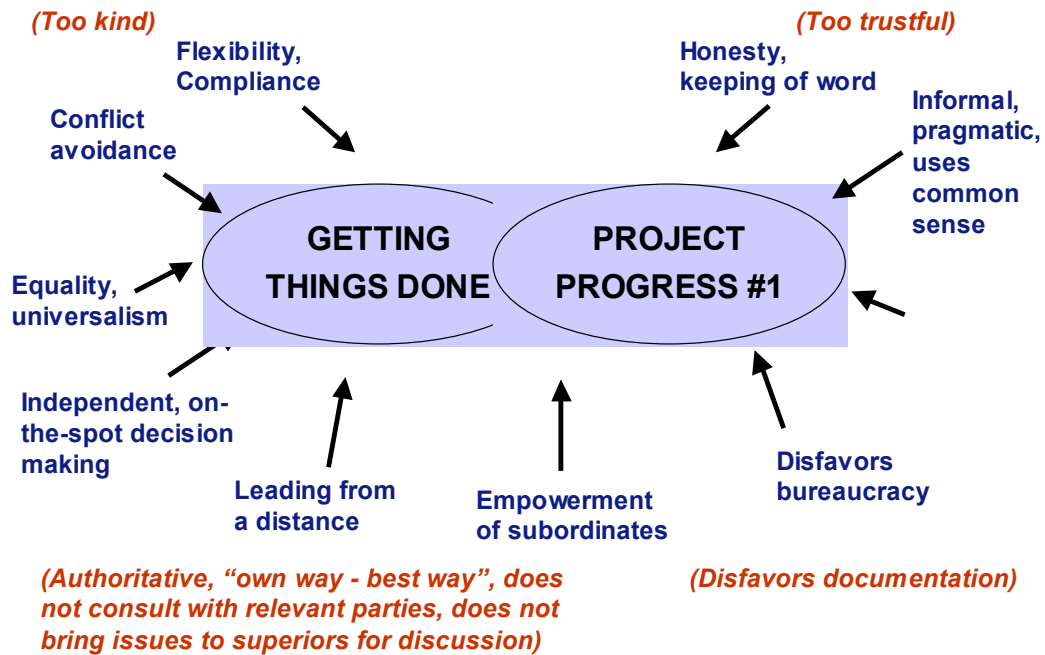 (Too kind)
(Too trustful)
Flexibility,
Compliance
Honesty,
keeping of word
Conflict
avoidance
Informal,
pragmatic,
uses
common
sense
GETTING
THINGS DONE
PROJECT
PROGRESS #1
Equality,
universalism
Independent, on-
the-spot decision
making
Leading from
a distance
Empowerment
of subordinates
Disfavors
bureaucracy
(Authoritative, “own way - best way”, does
not consult with relevant parties, does not
bring issues to superiors for discussion)
(Disfavors documentation)